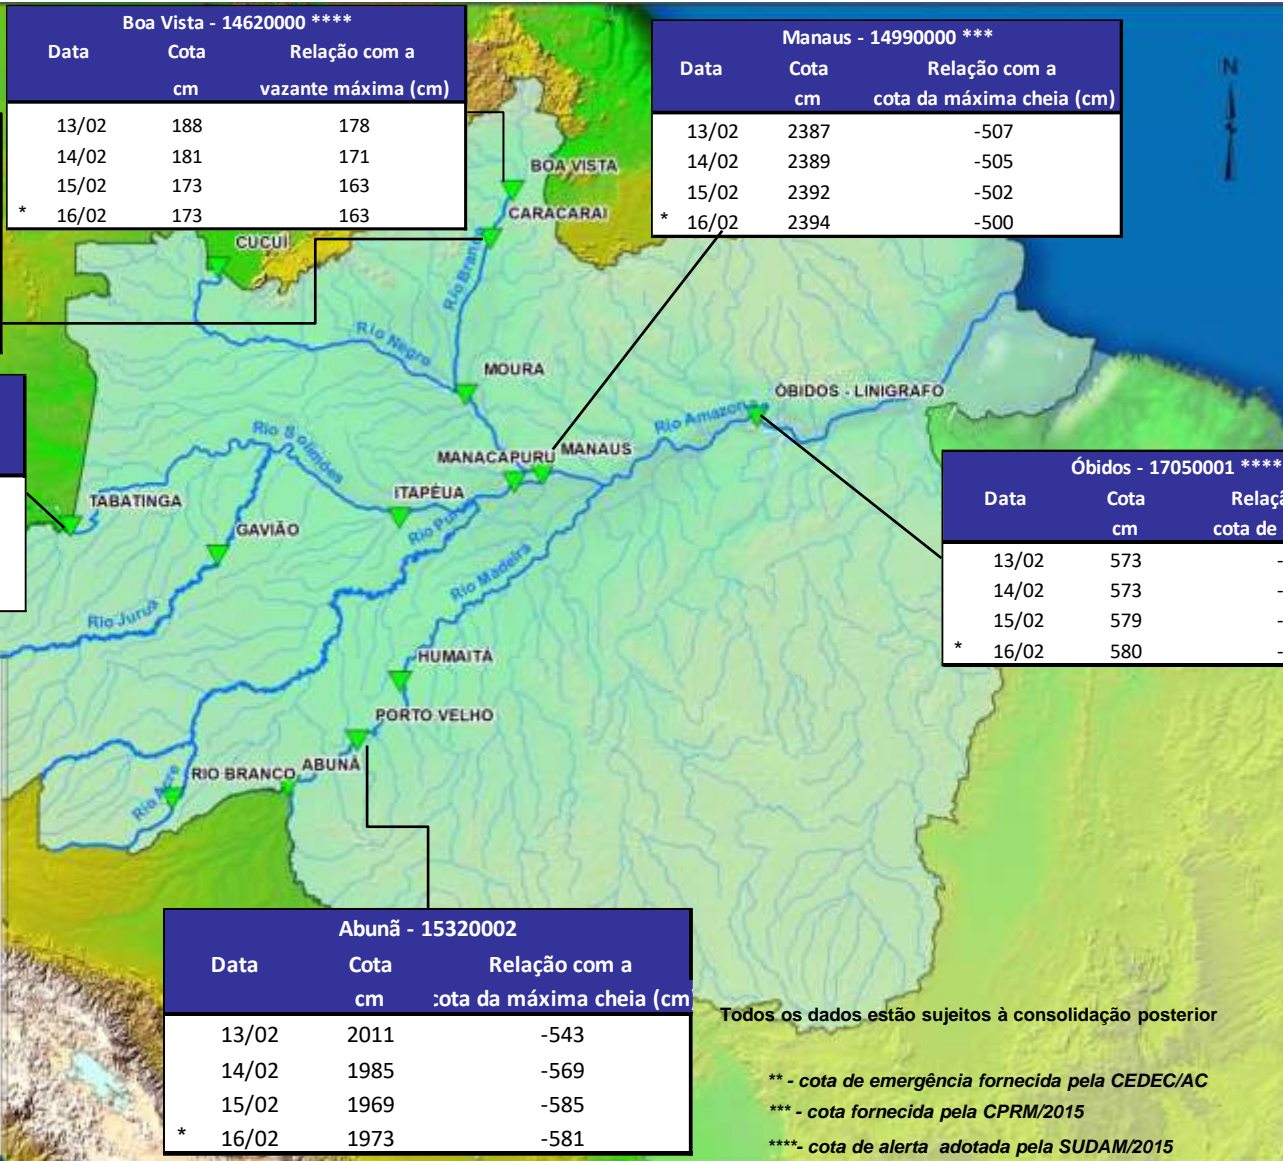 Boa Vista - 14620000 ****
Data Cota Relação com a
cm vazante máxima (cm)
13/02 188 178
14/02 181 171
15/02 173 163
* 16/02 173 163
Manaus - 14990000 ***
Data Cota Relação com a
cm cota da máxima cheia (cm)
13/02 2387 -507
14/02 2389 -505
15/02 2392 -502
* 16/02 2394 -500
N
BOA VISTA
CARACARAI
CUCUÍ
Rio Branco
Rio Negro
MOURA
ÓBIDOS - LINIGRAFO
Rio Amazonas
Rio Solimões
MANACAPURU MANAUS
TABATINGA
ITAPÉUA
GAVIÃO
Rio Purus
Rio Madeira
Rio Juruá
HUMAITÁ
PORTO VELHO
RIO BRANCO ABUNÃ
Rio Acre
Óbidos - 17050001 ****
Data Cota
cm cota de
13/02 573 -
14/02 573 -
15/02 579 -
* 16/02 580 -
Abunã - 15320002
Data Cota Relação com a
cm cota da máxima cheia (cm
13/02 2011 -543
14/02 1985 -569
15/02 1969 -585
* 16/02 1973 -581
Todos os dados estão sujeitos à consolidação posterior
** - cota de emergência fornecida pela CEDEC/AC
*** - cota fornecida pela CPRM/2015
****- cota de alerta adotada pela SUDAM/2015